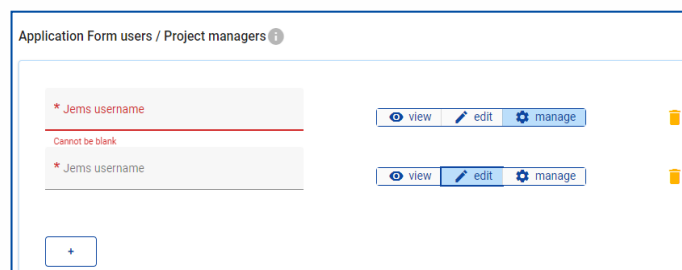 Application Form users / Project managers i
* Jems username
view edit manage
Cannot be blank
* Jems username
view edit manage
+